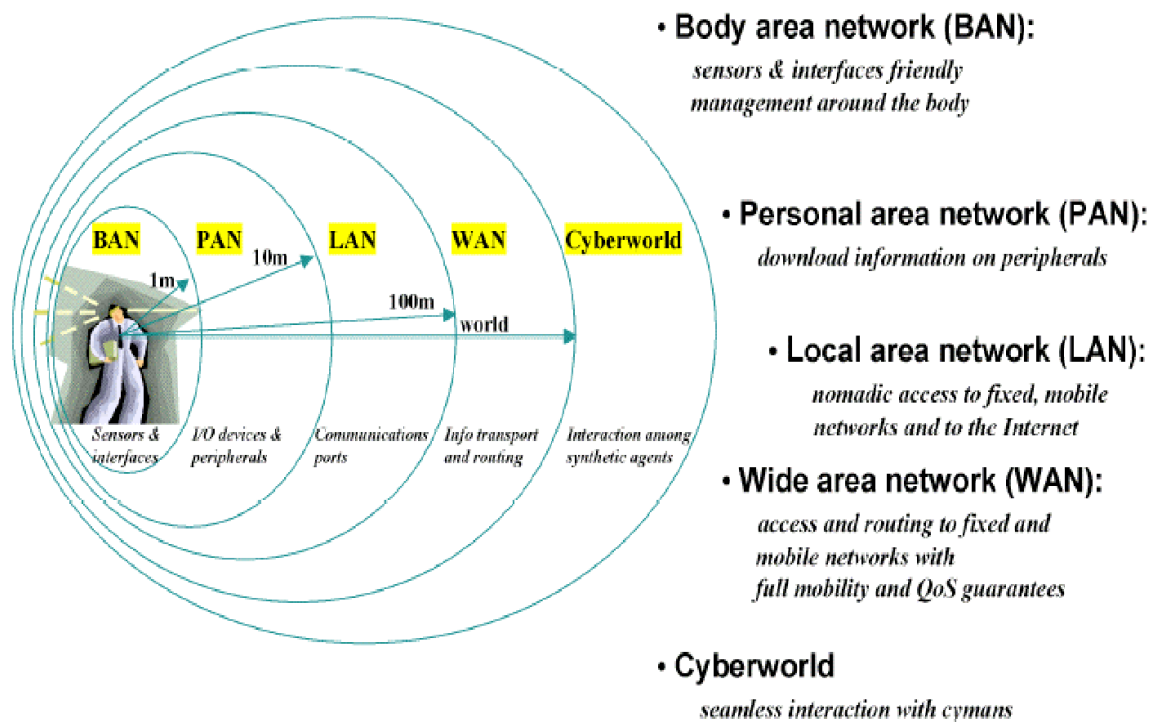 • Body area network (BAN):
sensors & interfaces friendly
management around the body
• Personal area network (PAN):
download information on peripherals
• Local area network (LAN):
nomadic access to fixed, mobile
networks and to the Internet
• Wide area network (WAN):
access and routing to fixed and
mobile networks with
full mobility and QoS guarantees
• Cyberworld
seamless interaction with cymans
BAN
PAN
LAN
WAN
Cyberworld
1m
10m
100m
world
Sensors &
interfaces
I/O devices &
peripherals
Communications
ports
Info transport
and routing
Interaction among
synthetic agents